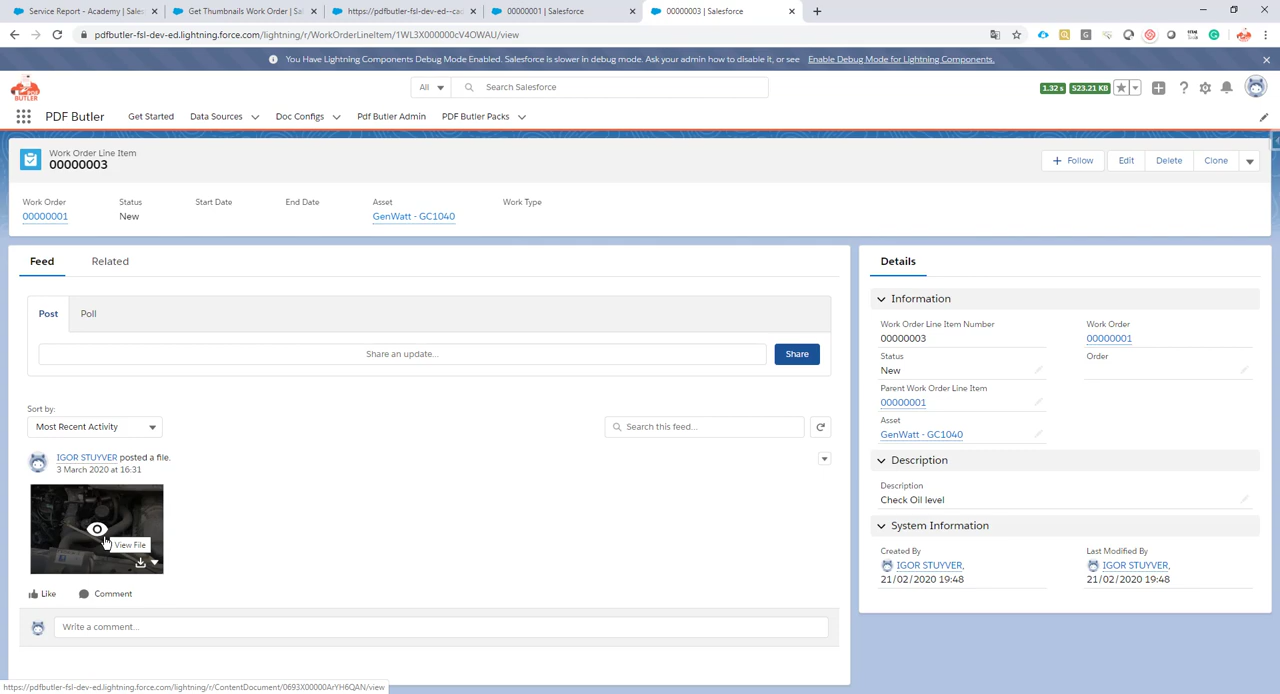 Service Report - Academy | Sales
Get Thumbnails Work Order | Sal
https://pdfbutler-fsl-dev-ed--cad
00000001 | Salesforce
00000003 | Salesforce
pdfbutler-fsl-dev-ed.lightning.force.com/lightning/r/WorkOrderLineItem/1WL3X000000cV4OWAU/view
You Have Lightning Components Debug Mode Enabled. Salesforce is slower in debug mode. Ask your admin how to disable it, or see Enable Debug Mode for Lightning Components.
BUTLER
All
Search Salesforce
1.32 s
523.21 KB
PDF Butler
Get Started
Data Sources
Doc Configs
Pdf Butler Admin
PDF Butler Packs
Work Order Line Item
00000003
+ Follow
Edit
Delete
Clone
Work Order
Status
Start Date
End Date
Asset
Work Type
00000001
New
GenWatt - GC1040
Feed
Related
Post
Poll
Share an update...
Share
Sort by:
Most Recent Activity
Search this feed...
IGOR STUYVER posted a file.
3 March 2020 at 16:31
View File
Like
Comment
Write a comment...
Details
Information
Work Order Line Item Number
00000003
Work Order
00000001
Status
New
Order
Parent Work Order Line Item
00000001
Asset
GenWatt - GC1040
Description
Description
Check Oil level
System Information
Created By
IGOR STUYVER,
21/02/2020 19:48
Last Modified By
IGOR STUYVER,
21/02/2020 19:48
https://pdfbutler-fsl-dev-ed.lightning.force.com/lightning/r/ContentDocument/0693X00000ArYH6QAN/view